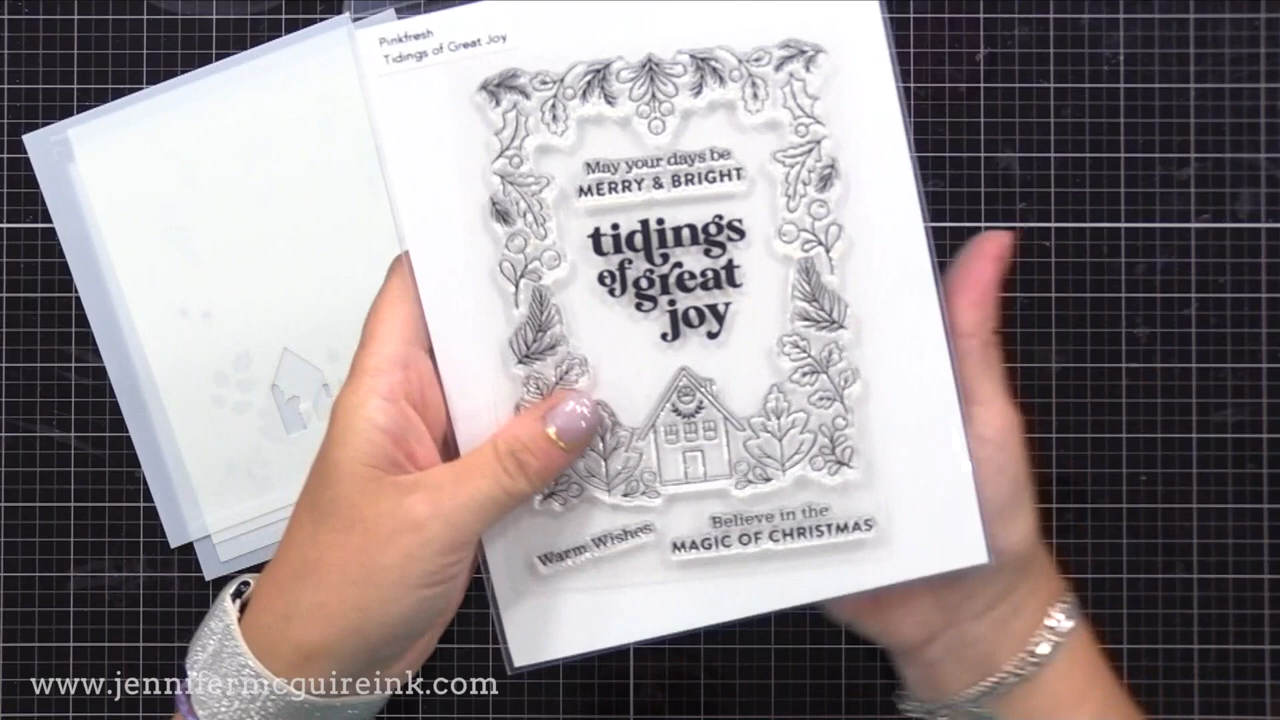 Pinkfresh
Tidings of Great Joy
May your days be
MERRY & BRIGHT
tidings
of great
joy
Warm Wishes
Believe in the
MAGIC OF CHRISTMAS
www.jennifermcguireink.com